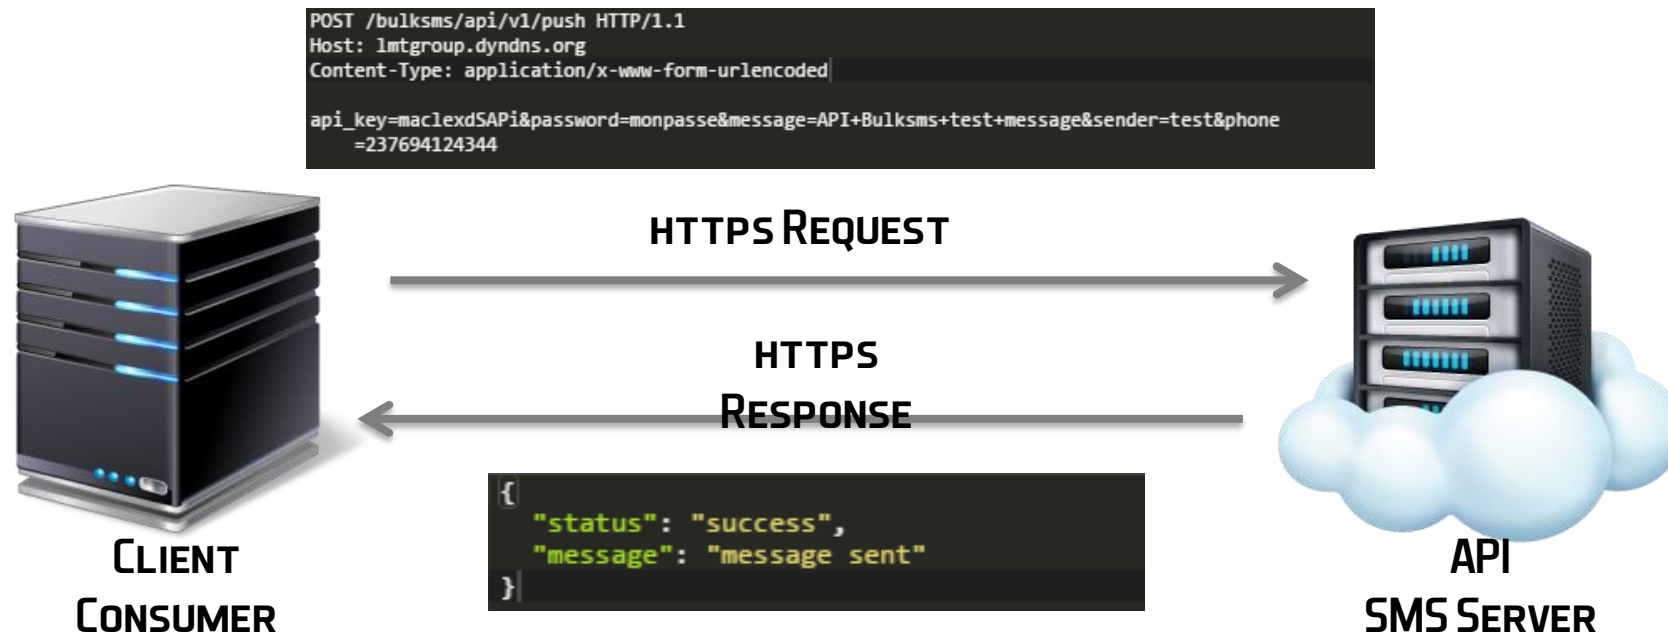 POST /bulksms/api/v1/push HTTP/1.1
Host: lmtgroup.dyndns.org
Content-Type: application/x-www-form-urlencoded
api_key=maclexdSAPi&password=monpasse&message=API+Bulksms+test+message&sender=test&phone
=237694124344
HTTPS REQUEST
HTTPS
RESPONSE
{
"status": "success",
"message": "message sent"
}
CLIENT
CONSUMER
API
SMS SERVER